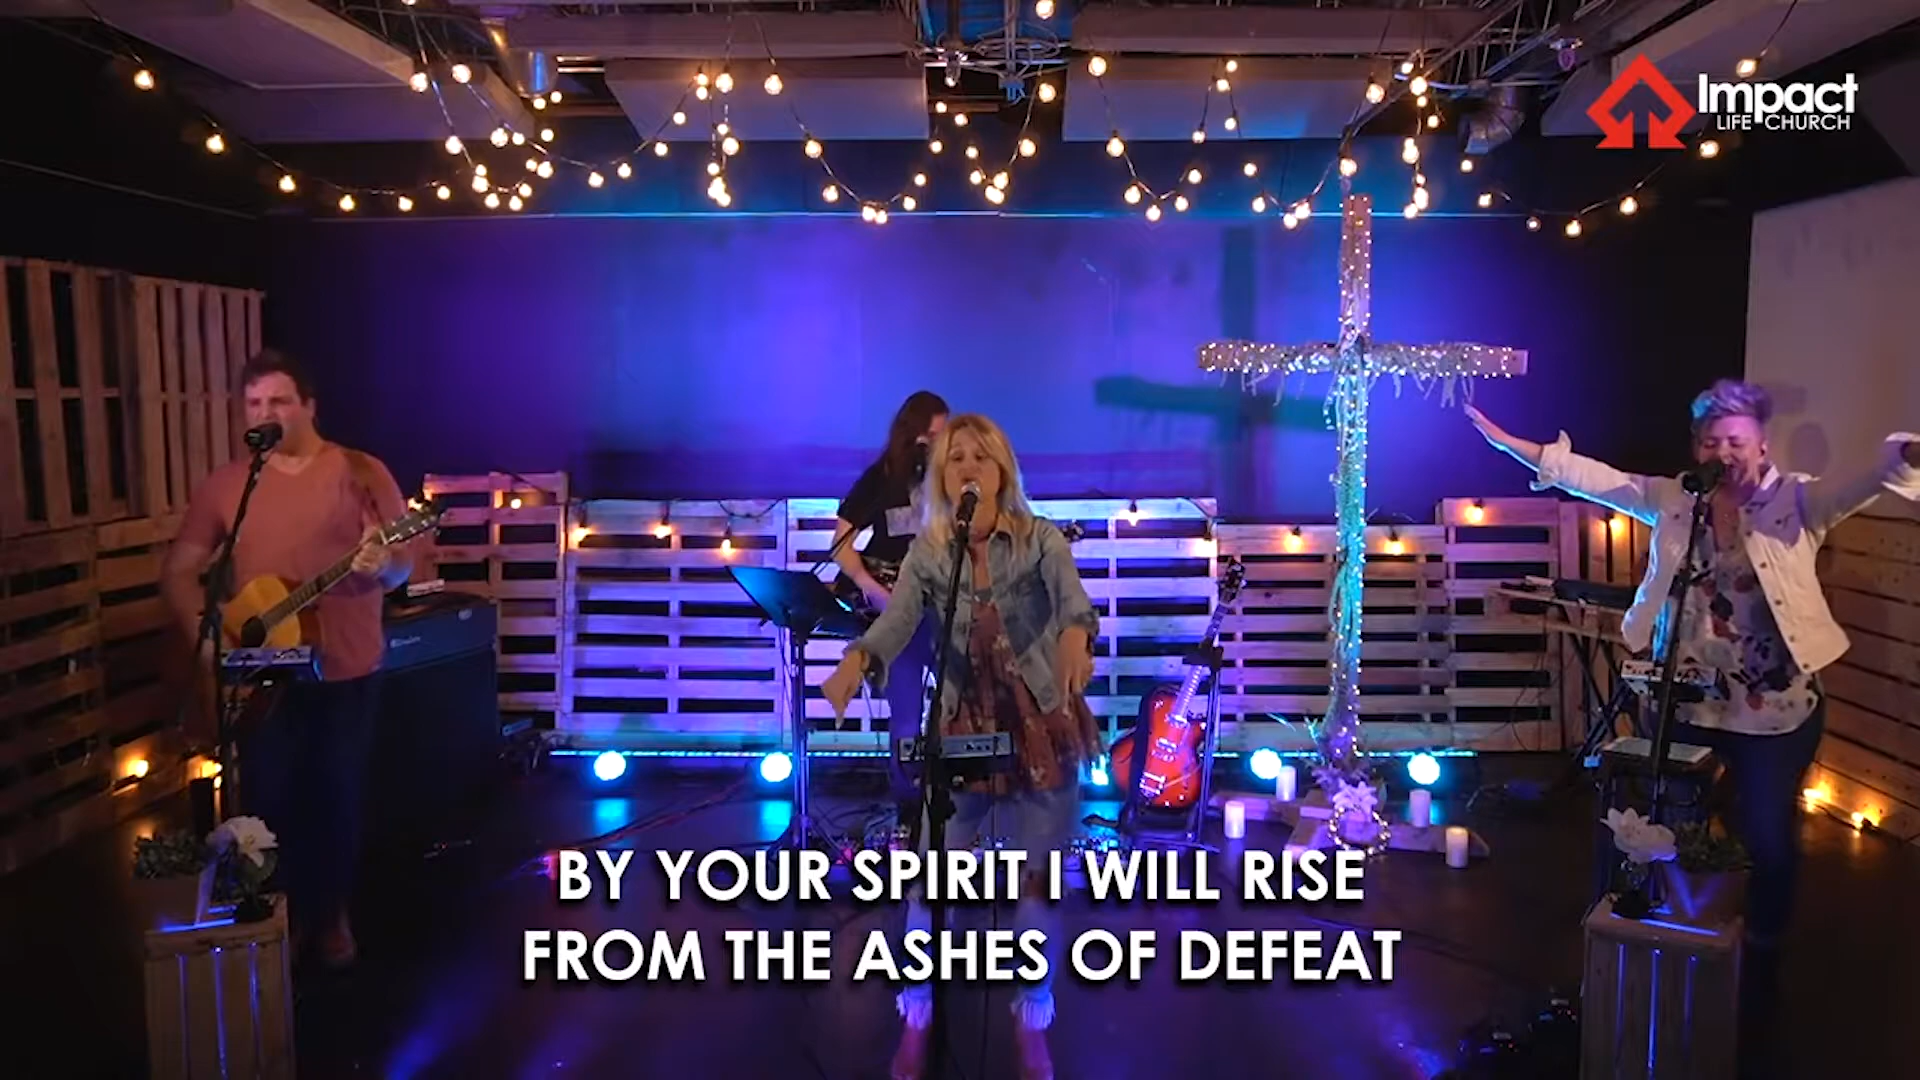 Impact
LIFE CHURCH
BY YOUR SPIRIT I WILL RISE
FROM THE ASHES OF DEFEAT